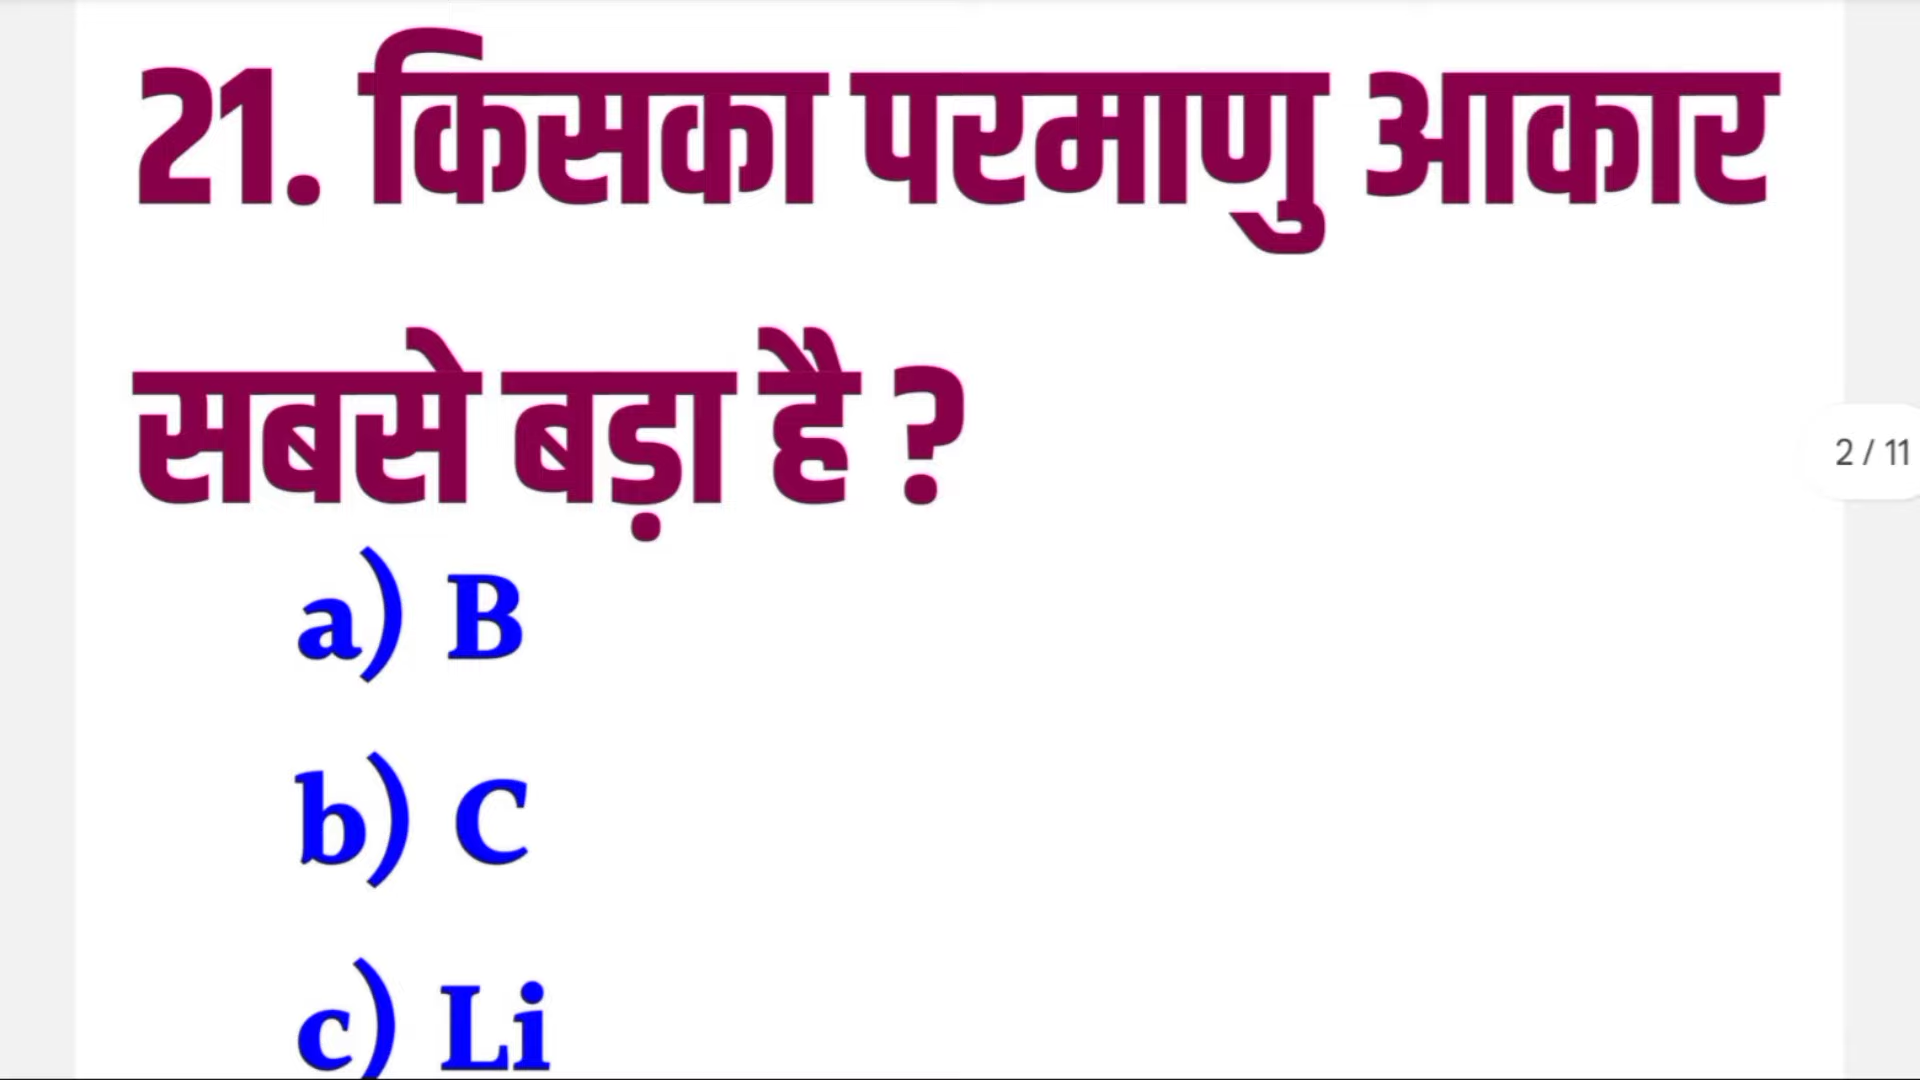 21. किसका परमाणु आकार
सबसे बड़ा है ?
2 / 11
a) B
b) C
c) Li